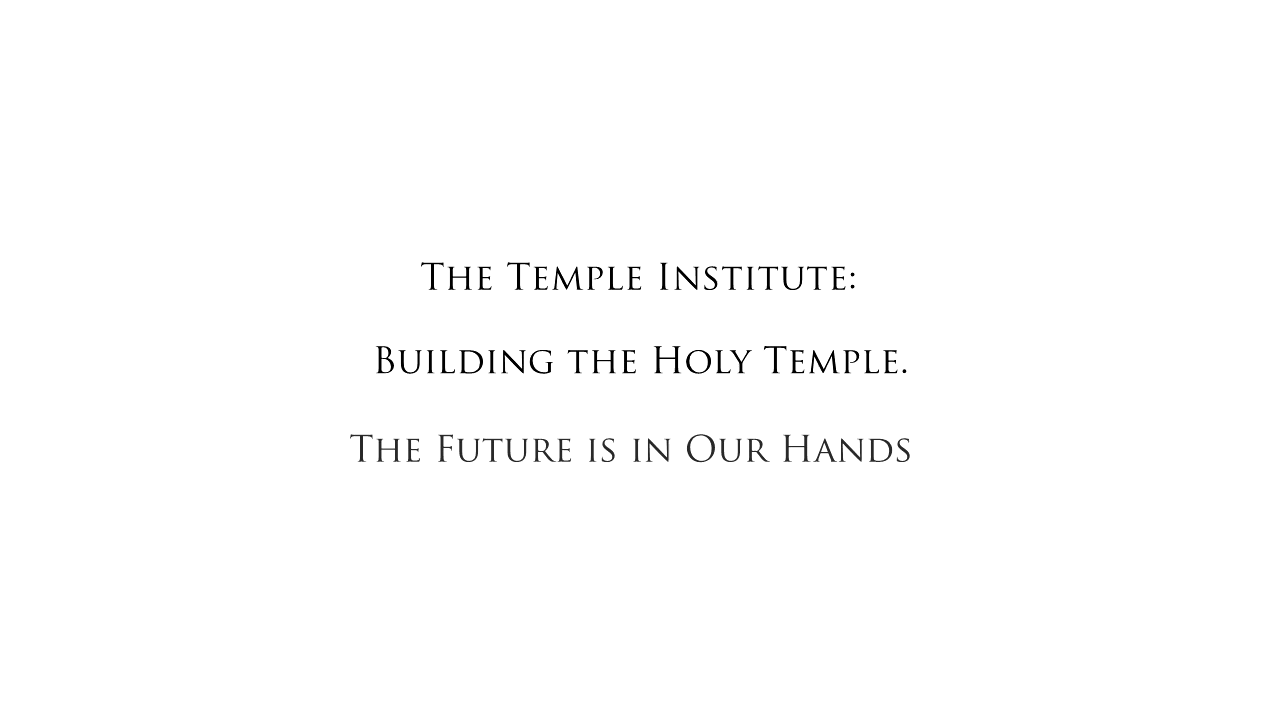 The Temple Institute:
Building the Holy Temple.
The Future is in Our Hands